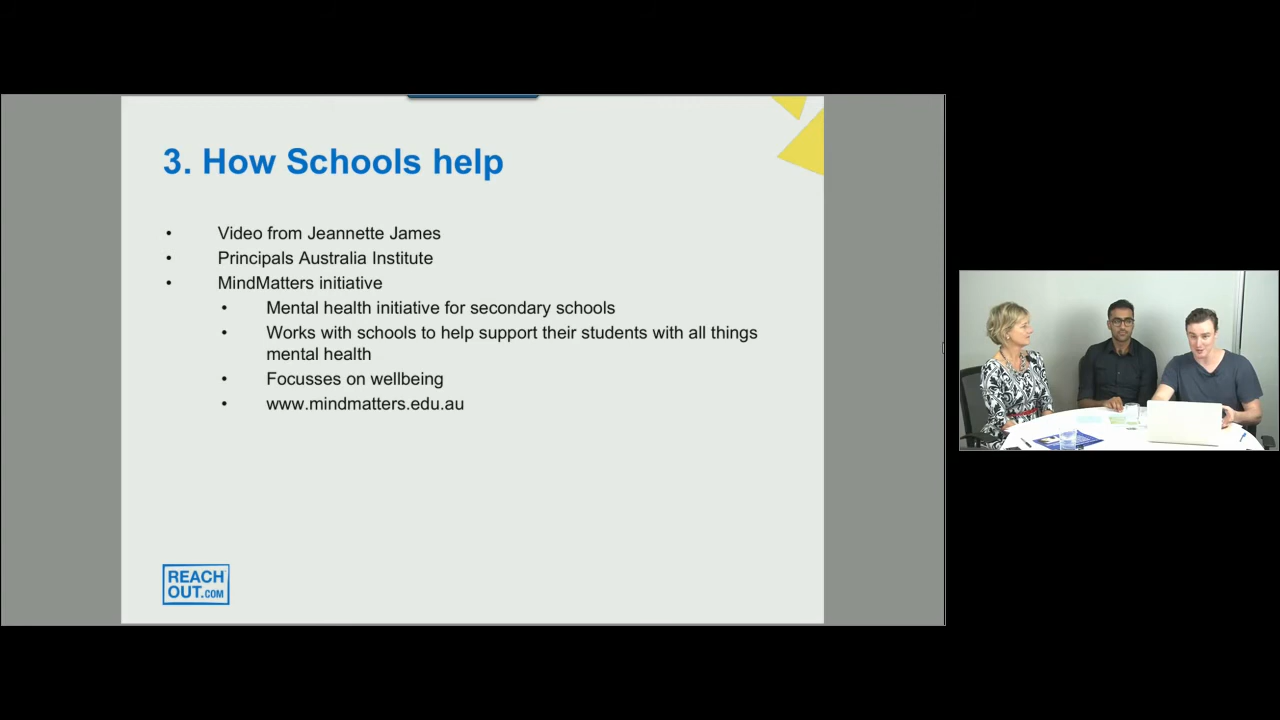 3. How Schools help
• Video from Jeannette James
• Principals Australia Institute
• MindMatters initiative
• Mental health initiative for secondary schools
• Works with schools to help support their students with all things
mental health
• Focusses on wellbeing
• www.mindmatters.edu.au
REACH
OUT.COM